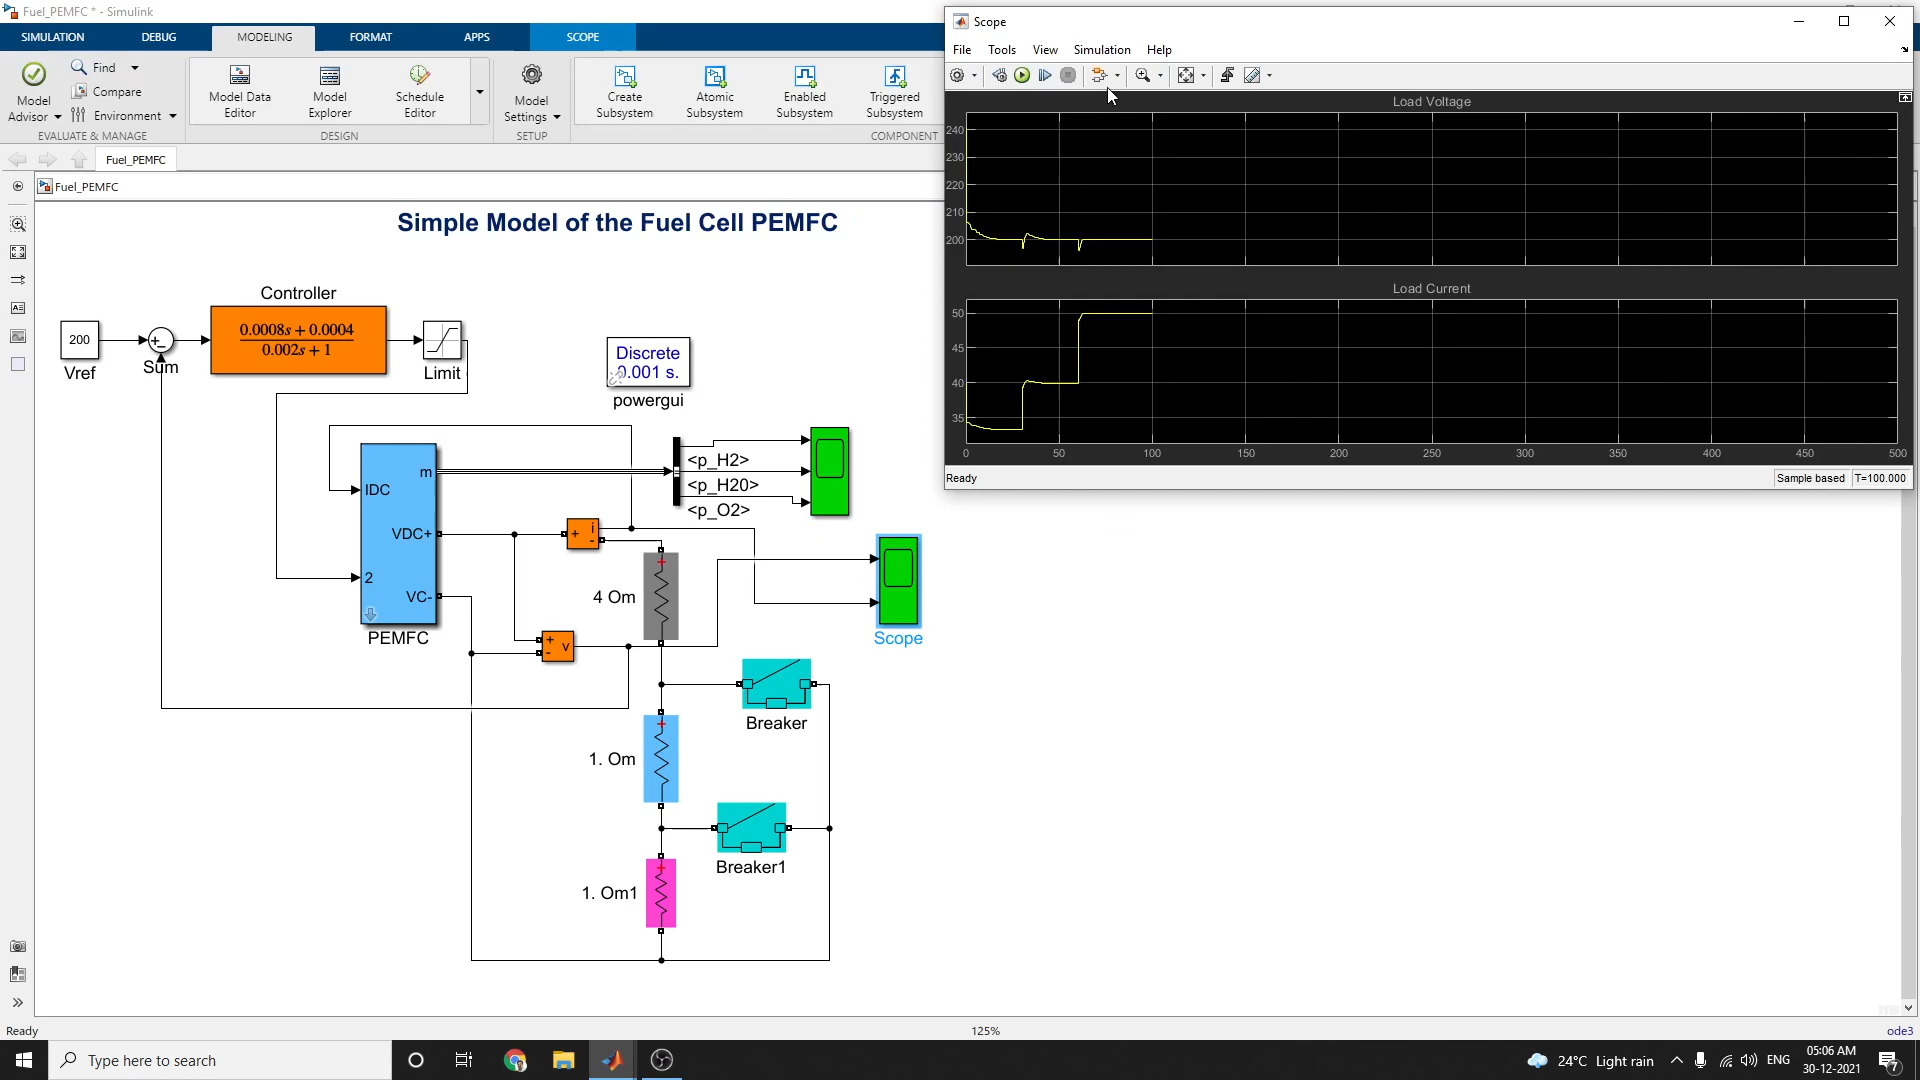 Fuel_PEMFC * - Simulink
SIMULATION
DEBUG
MODELING
FORMAT
APPS
SCOPE
Model
Advisor
Find
Compare
Environment
EVALUATE & MANAGE
Model Data
Editor
Model
Explorer
Schedule
Editor
DESIGN
Model
Settings
SETUP
Create
Subsystem
Atomic
Subsystem
Enabled
Subsystem
Triggered
Subsystem
COMPONENT
Fuel_PEMFC
Fuel_PEMFC
Simple Model of the Fuel Cell PEMFC
Controller
200
Vref
+_
Sum
0.0008s + 0.0004
0.002s + 1
Limit
Discrete
0.001 s.
powergui
m
IDC
VDC+
2
VC-
PEMFC
<p_H2>
<p_H20>
<p_O2>
+ i
-
4 Om
+
+
- v
Scope
Breaker
+
1. Om
Breaker1
+
1. Om1
Scope
File Tools View Simulation Help
Load Voltage
240
230
220
210
200
Load Current
50
45
40
35
0 50 100 150 200 250 300 350 400 450 500
Ready
Sample based T=100.000
Ready
125%
ode3
Type here to search
24°C Light rain
ENG
05:06 AM
30-12-2021
7